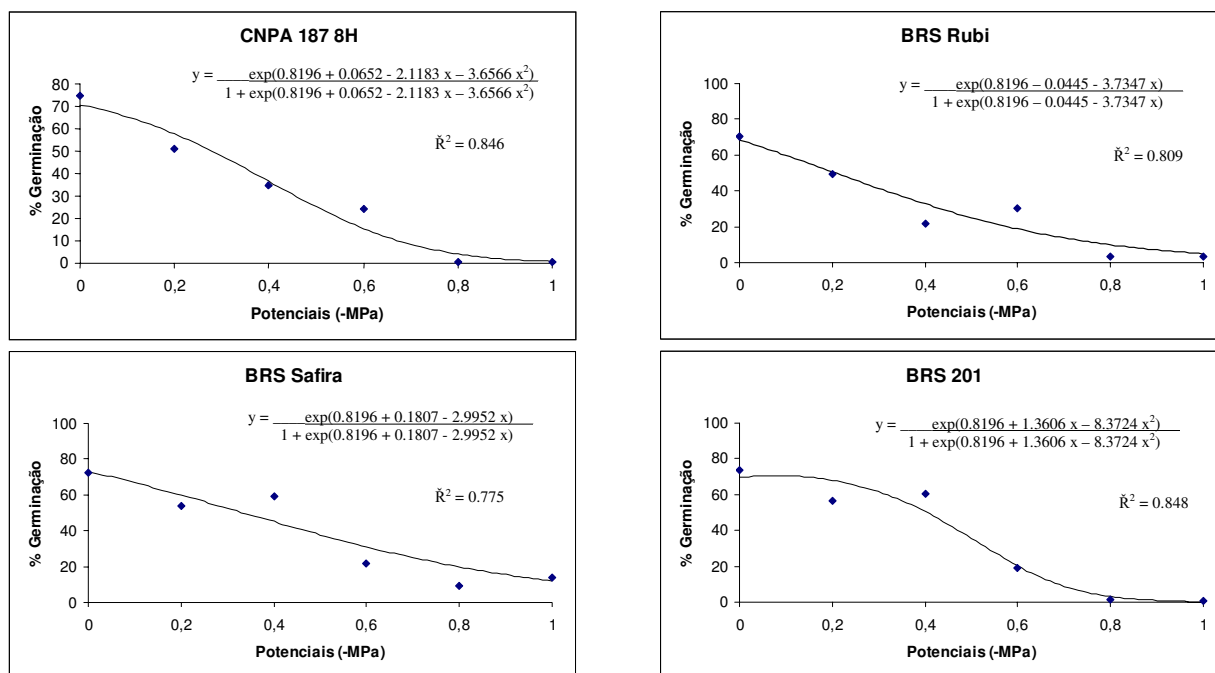 CNPA 187 8H
y = exp(0.8196 + 0.0652 - 2.1183 x – 3.6566 x²)
1 + exp(0.8196 + 0.0652 - 2.1183 x – 3.6566 x²)
Ř² = 0.846
% Germinação
80
70
60
50
40
30
20
10
0
0 0,2 0,4 0,6 0,8 1
Potenciais (-MPa)
BRS Rubi
y = exp(0.8196 – 0.0445 - 3.7347 x)
1 + exp(0.8196 – 0.0445 - 3.7347 x)
Ř² = 0.809
% Germinação
100
80
60
40
20
0
0 0,2 0,4 0,6 0,8 1
Potenciais (-MPa)
BRS Safira
y = exp(0.8196 + 0.1807 - 2.9952 x)
1 + exp(0.8196 + 0.1807 - 2.9952 x)
Ř² = 0.775
% Germinação
100
80
60
40
20
0
0 0,2 0,4 0,6 0,8 1
Potenciais (-MPa)
BRS 201
y = exp(0.8196 + 1.3606 x – 8.3724 x²)
1 + exp(0.8196 + 1.3606 x – 8.3724 x²)
Ř² = 0.848
% Germinação
100
80
60
40
20
0
0 0,2 0,4 0,6 0,8 1
Potenciais (-MPa)